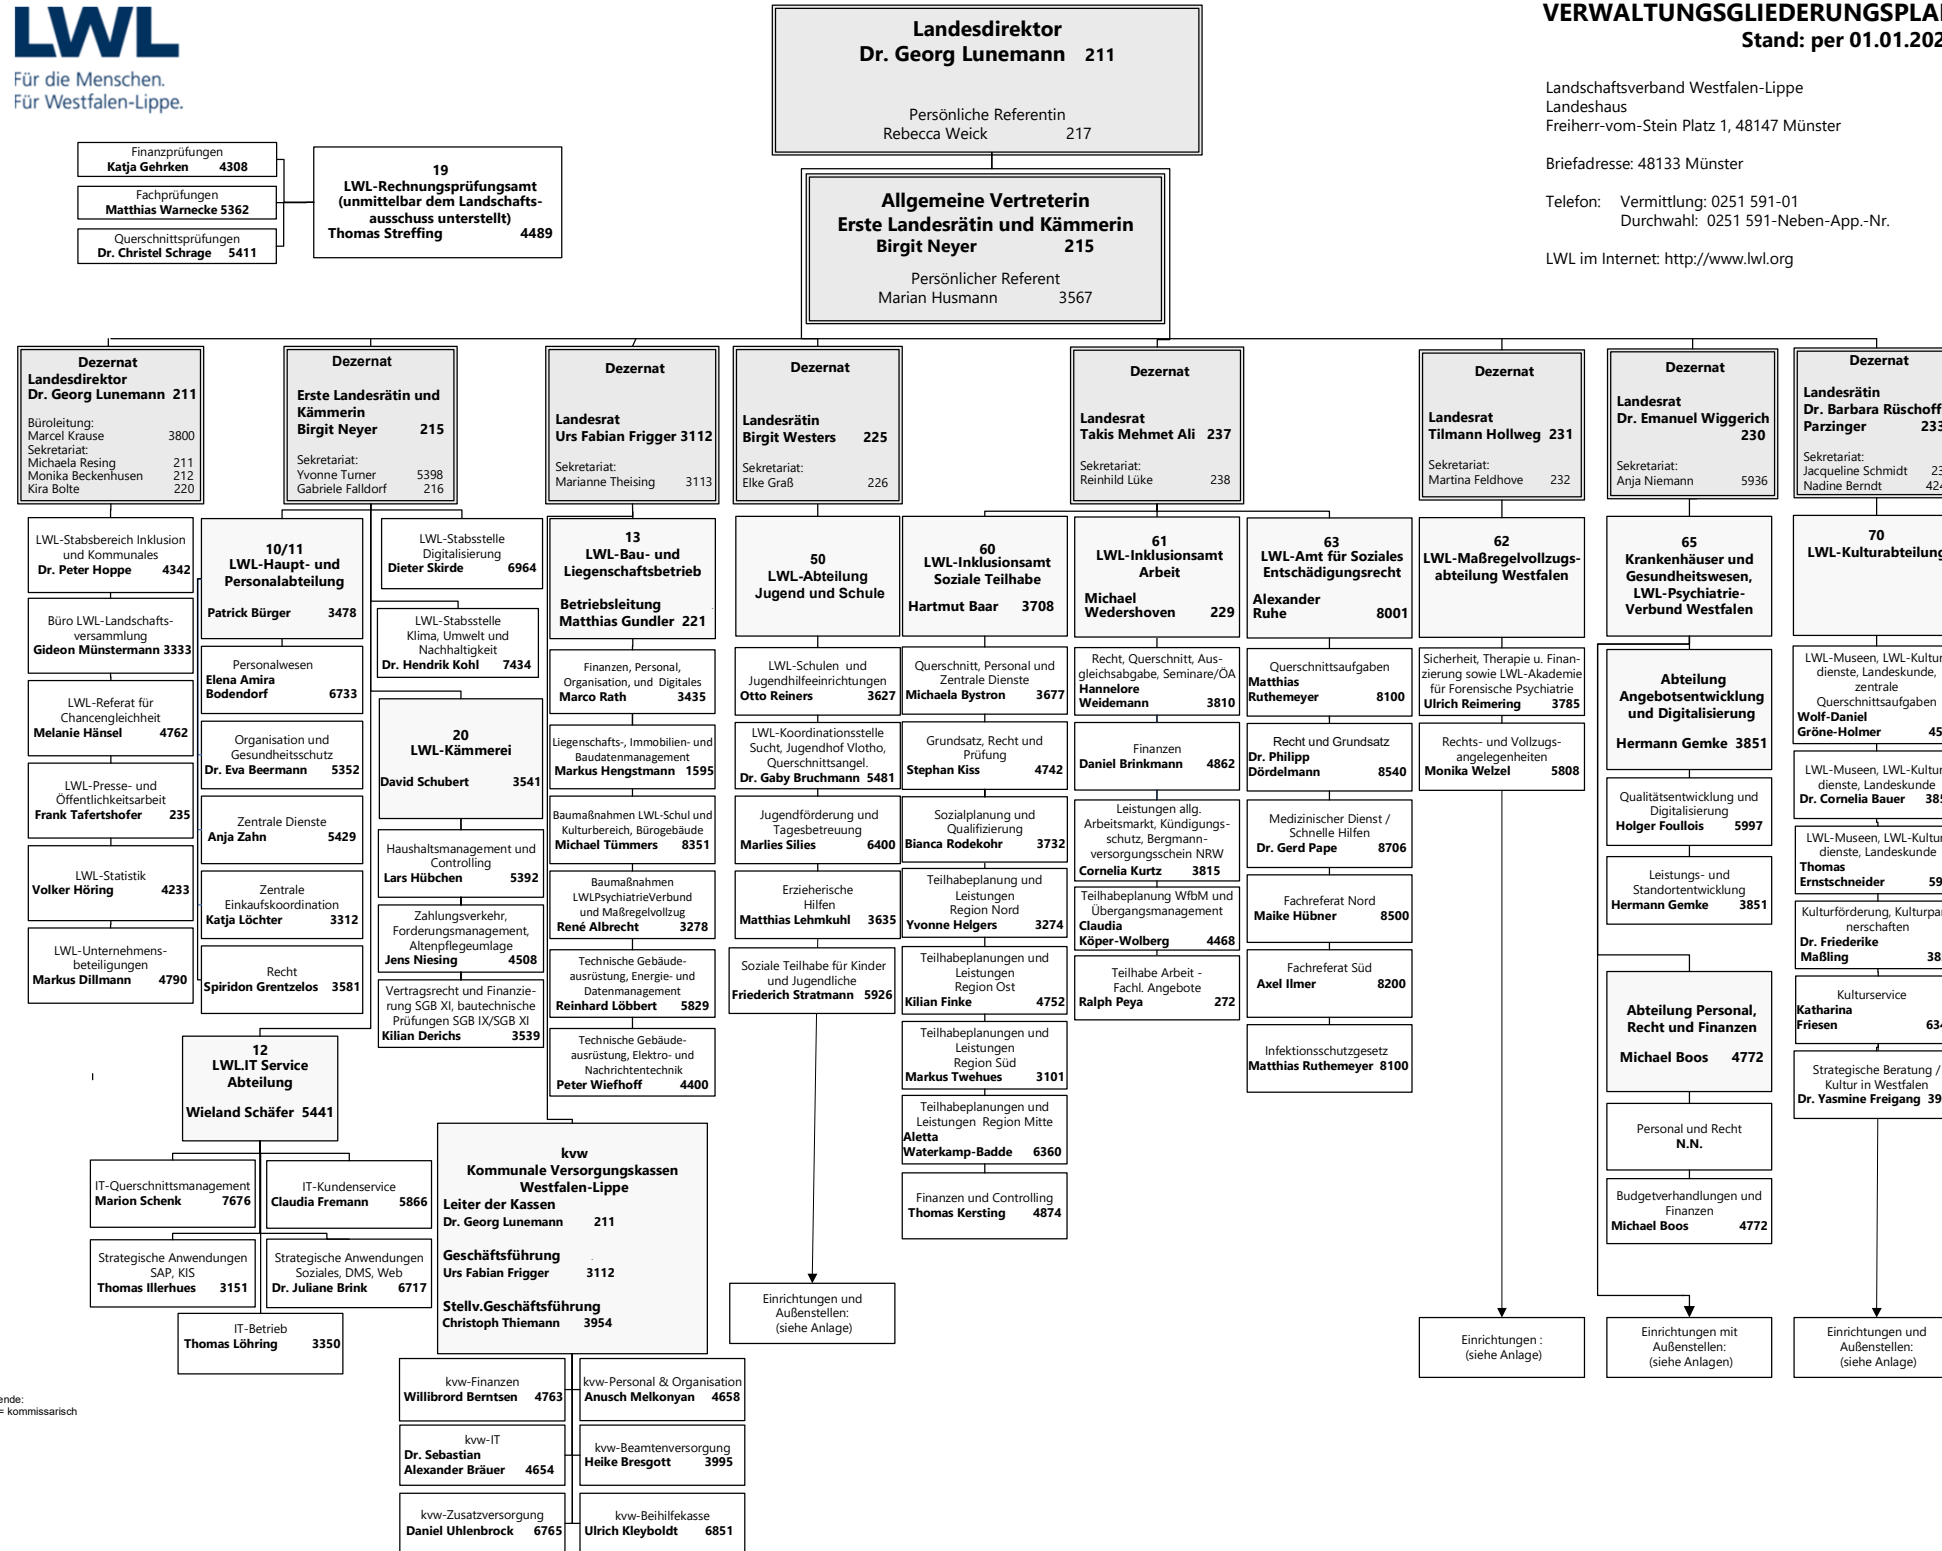 LWL
Für die Menschen.
Für Westfalen-Lippe.
Landesdirektor
Dr. Georg Lunemann 211
Persönliche Referentin
Rebecca Weick 217
VERWALTUNGSGLIEDERUNGSPLA
Stand: per 01.01.202
Landschaftsverband Westfalen-Lippe
Landeshaus
Freiherr-vom-Stein Platz 1, 48147 Münster
Briefadresse: 48133 Münster
Telefon: Vermittlung: 0251 591-01
Durchwahl: 0251 591-Neben-App.-Nr.
LWL im Internet: http://www.lwl.org
Finanzprüfungen
Katja Gehrken 4308
Fachprüfungen
Matthias Warnecke 5362
Querschnittsprüfungen
Dr. Christel Schrage 5411
19
LWL-Rechnungsprüfungsamt
(unmittelbar dem Landschafts-
ausschuss unterstellt)
Thomas Streffing 4489
Allgemeine Vertreterin
Erste Landesrätin und Kämmerin
Birgit Neyer 215
Persönlicher Referent
Marian Husmann 3567
Dezernat
Landesdirektor
Dr. Georg Lunemann 211
Büroleitung:
Marcel Krause 3800
Sekretariat:
Michaela Resing 211
Monika Beckenhusen 212
Kira Bolte 220
LWL-Stabsbereich Inklusion
und Kommunales
Dr. Peter Hoppe 4342
Büro LWL-Landschafts-
versammlung
Gideon Münstermann 3333
LWL-Referat für
Chancengleichheit
Melanie Hänsel 4762
LWL-Presse- und
Öffentlichkeitsarbeit
Frank Tafertshofer 235
LWL-Statistik
Volker Höring 4233
LWL-Unternehmens-
beteiligungen
Markus Dillmann 4790
Dezernat
Erste Landesrätin und
Kämmerin
Birgit Neyer 215
Sekretariat:
Yvonne Turner 5398
Gabriele Falldorf 216
10/11
LWL-Haupt- und
Personalabteilung
Patrick Bürger 3478
Personalwesen
Elena Amira
Bodendorf 6733
Organisation und
Gesundheitsschutz
Dr. Eva Beermann 5352
Zentrale Dienste
Anja Zahn 5429
Zentrale
Einkaufskoordination
Katja Löchter 3312
Recht
Spiridon Grentzelos 3581
LWL-Stabsstelle
Digitalisierung
Dieter Skirde 6964
LWL-Stabsstelle
Klima, Umwelt und
Nachhaltigkeit
Dr. Hendrik Kohl 7434
20
LWL-Kämmerei
David Schubert 3541
Haushaltsmanagement und
Controlling
Lars Hübchen 5392
Zahlungsverkehr,
Forderungsmanagement,
Altenpflegeumlage
Jens Niesing 4508
Vertragsrecht und Finanzie-
rung SGB XI, bautechnische
Prüfungen SGB IX/SGB XI
Kilian Derichs 3539
12
LWL.IT Service
Abteilung
Wieland Schäfer 5441
IT-Querschnittsmanagement
Marion Schenk 7676
IT-Kundenservice
Claudia Fremann 5866
Strategische Anwendungen
SAP, KIS
Thomas Illerhues 3151
Strategische Anwendungen
Soziales, DMS, Web
Dr. Juliane Brink 6717
IT-Betrieb
Thomas Löhring 3350
Dezernat
Landesrat
Urs Fabian Frigger 3112
Sekretariat:
Marianne Theising 3113
13
LWL-Bau- und
Liegenschaftsbetrieb
Betriebsleitung
Matthias Gundler 221
Finanzen, Personal,
Organisation, und Digitales
Marco Rath 3435
Liegenschafts-, Immobilien- und
Baudatenmanagement
Markus Hengstmann 1595
Baumaßnahmen LWL-Schul und
Kulturbereich, Bürogebäude
Michael Tümmers 8351
Baumaßnahmen
LWLPsychiatrieVerbund
und Maßregelvollzug
René Albrecht 3278
Technische Gebäude-
ausrüstung, Energie- und
Datenmanagement
Reinhard Löbbert 5829
Technische Gebäude-
ausrüstung, Elektro- und
Nachrichtentechnik
Peter Wiefhoff 4400
kvw
Kommunale Versorgungskassen
Westfalen-Lippe
Leiter der Kassen
Dr. Georg Lunemann 211
Geschäftsführung
Urs Fabian Frigger 3112
Stellv.Geschäftsführung
Christoph Thiemann 3954
kvw-Finanzen
Willibrord Berntsen 4763
kvw-Personal & Organisation
Anusch Melkonyan 4658
kvw-IT
Dr. Sebastian
Alexander Bräuer 4654
kvw-Beamtenversorgung
Heike Bresgott 3995
kvw-Zusatzversorgung
Daniel Uhlenbrock 6765
kvw-Beihilfekasse
Ulrich Kleyboldt 6851
Dezernat
Landesrätin
Birgit Westers 225
Sekretariat:
Elke Graß 226
50
LWL-Abteilung
Jugend und Schule
LWL-Schulen und
Jugendhilfeeinrichtungen
Otto Reiners 3627
LWL-Koordinationsstelle
Sucht, Jugendhof Vlotho,
Querschnittsangel.
Dr. Gaby Bruchmann 5481
Jugendförderung und
Tagesbetreuung
Marlies Silies 6400
Erzieherische
Hilfen
Matthias Lehmkuhl 3635
Soziale Teilhabe für Kinder
und Jugendliche
Friederich Stratmann 5926
Einrichtungen und
Außenstellen:
(siehe Anlage)
Dezernat
Landesrat
Takis Mehmet Ali 237
Sekretariat:
Reinhild Lüke 238
60
LWL-Inklusionsamt
Soziale Teilhabe
Hartmut Baar 3708
Querschnitt, Personal und
Zentrale Dienste
Michaela Bystron 3677
Grundsatz, Recht und
Prüfung
Stephan Kiss 4742
Sozialplanung und
Qualifizierung
Bianca Rodekohr 3732
Teilhabeplanung und
Leistungen
Region Nord
Yvonne Helgers 3274
Teilhabeplanungen und
Leistungen
Region Ost
Kilian Finke 4752
Teilhabeplanungen und
Leistungen
Region Süd
Markus Twehues 3101
Teilhabeplanungen und
Leistungen Region Mitte
Aletta
Waterkamp-Badde 6360
Finanzen und Controlling
Thomas Kersting 4874
61
LWL-Inklusionsamt
Arbeit
Michael
Wedershoven 229
Recht, Querschnitt, Aus-
gleichsabgabe, Seminare/ÖA
Hannelore
Weidemann 3810
Finanzen
Daniel Brinkmann 4862
Leistungen allg.
Arbeitsmarkt, Kündigungs-
schutz, Bergmann-
versorgungsschein NRW
Cornelia Kurtz 3815
Teilhabeplanung WfbM und
Übergangsmanagement
Claudia
Köper-Wolberg 4468
Teilhabe Arbeit -
Fachl. Angebote
Ralph Peya 272
63
LWL-Amt für Soziales
Entschädigungsrecht
Alexander
Ruhe 8001
Querschnittsaufgaben
Matthias
Ruthemeyer 8100
Recht und Grundsatz
Dr. Philipp
Dördelmann 8540
Medizinischer Dienst /
Schnelle Hilfen
Dr. Gerd Pape 8706
Fachreferat Nord
Maike Hübner 8500
Fachreferat Süd
Axel Ilmer 8200
Infektionsschutzgesetz
Matthias Ruthemeyer 8100
Dezernat
Landesrat
Tilmann Hollweg 231
Sekretariat:
Martina Feldhove 232
62
LWL-Maßregelvollzugs-
abteilung Westfalen
Sicherheit, Therapie u. Finan-
zierung sowie LWL-Akademie
für Forensische Psychiatrie
Ulrich Reimering 3785
Rechts- und Vollzugs-
angelegenheiten
Monika Welzel 5808
Einrichtungen :
(siehe Anlage)
Dezernat
Landesrat
Dr. Emanuel Wiggerich
230
Sekretariat:
Anja Niemann 5936
65
Krankenhäuser und
Gesundheitswesen,
LWL-Psychiatrie-
Verbund Westfalen
Abteilung
Angebotsentwicklung
und Digitalisierung
Hermann Gemke 3851
Qualitätsentwicklung und
Digitalisierung
Holger Foullois 5997
Leistungs- und
Standortentwicklung
Hermann Gemke 3851
Abteilung Personal,
Recht und Finanzen
Michael Boos 4772
Personal und Recht
N.N.
Budgetverhandlungen und
Finanzen
Michael Boos 4772
Einrichtungen mit
Außenstellen:
(siehe Anlagen)
Dezernat
Landesrätin
Dr. Barbara Rüschoff
Parzinger 233
Sekretariat:
Jacqueline Schmidt 23
Nadine Berndt 424
70
LWL-Kulturabteilung
LWL-Museen, LWL-Kultur
dienste, Landeskunde,
zentrale
Querschnittsaufgaben
Wolf-Daniel
Gröne-Holmer 45
LWL-Museen, LWL-Kultur
dienste, Landeskunde
Dr. Cornelia Bauer 385
LWL-Museen, LWL-Kultur
dienste, Landeskunde
Thomas
Ernstschneider 59
Kulturförderung, Kulturpar
nerschaften
Dr. Friederike
Maßling 38
Kulturservice
Katharina
Friesen 634
Strategische Beratung /
Kultur in Westfalen
Dr. Yasmine Freigang 39
Einrichtungen und
Außenstellen:
(siehe Anlage)
ende:
= kommissarisch